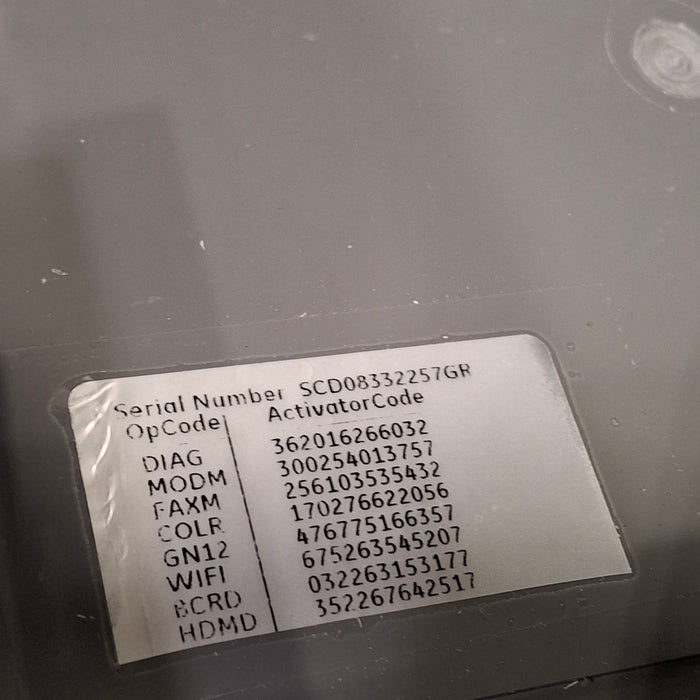 Serial Number SCD08332257GR
OpCode ActivatorCode
DIAG 362016266032
MODM 300254013757
FAXM 256103535432
COLR 170276622056
GN12 476775166357
WIFI 675263545207
BCRD 032263153177
HDMD 352267642517